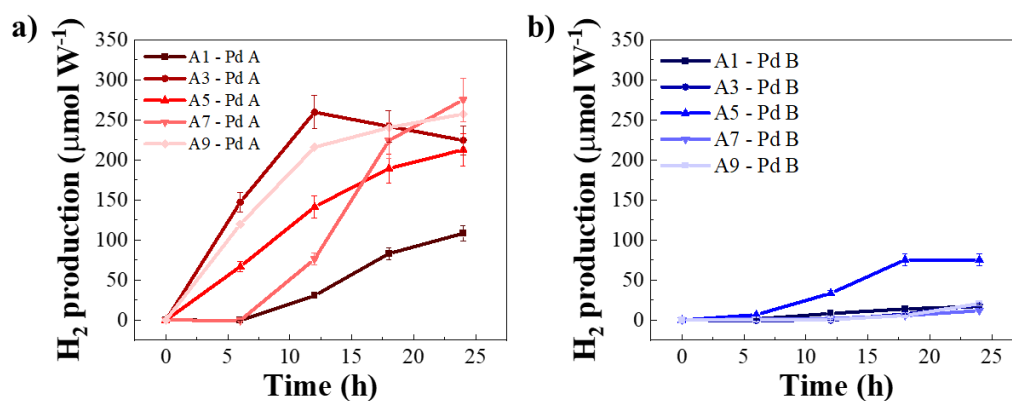 a)
H₂ production (μmol W⁻¹)
350
300
250
200
150
100
50
0
A1 - Pd A
A3 - Pd A
A5 - Pd A
A7 - Pd A
A9 - Pd A
0 5 10 15 20 25
Time (h)
b)
H₂ production (μmol W⁻¹)
350
300
250
200
150
100
50
0
A1 - Pd B
A3 - Pd B
A5 - Pd B
A7 - Pd B
A9 - Pd B
0 5 10 15 20 25
Time (h)